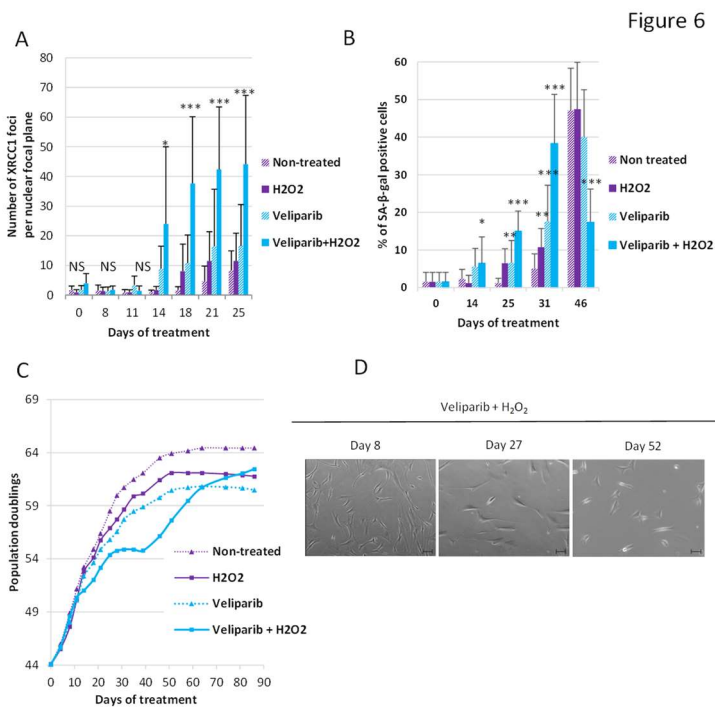 Figure 6
A
Number of XRCC1 foci
per nuclear focal plane
80
70
60
50
40
30
20
10
0
Non-treated
H2O2
Veliparib
Veliparib+H2O2
NS
NS
NS
*
***
***
***
0 8 11 14 18 21 25
Days of treatment
B
% of SA-β-gal positive cells
60
50
40
30
20
10
0
Non treated
H2O2
Veliparib
Veliparib + H2O2
*
**
***
**
***
***
***
0 14 25 31 46
Days of treatment
C
Population doublings
69
64
59
54
49
44
Non-treated
H2O2
Veliparib
Veliparib + H2O2
0 10 20 30 40 50 60 70 80 90
Days of treatment
D
Veliparib + H₂O₂
Day 8 Day 27 Day 52